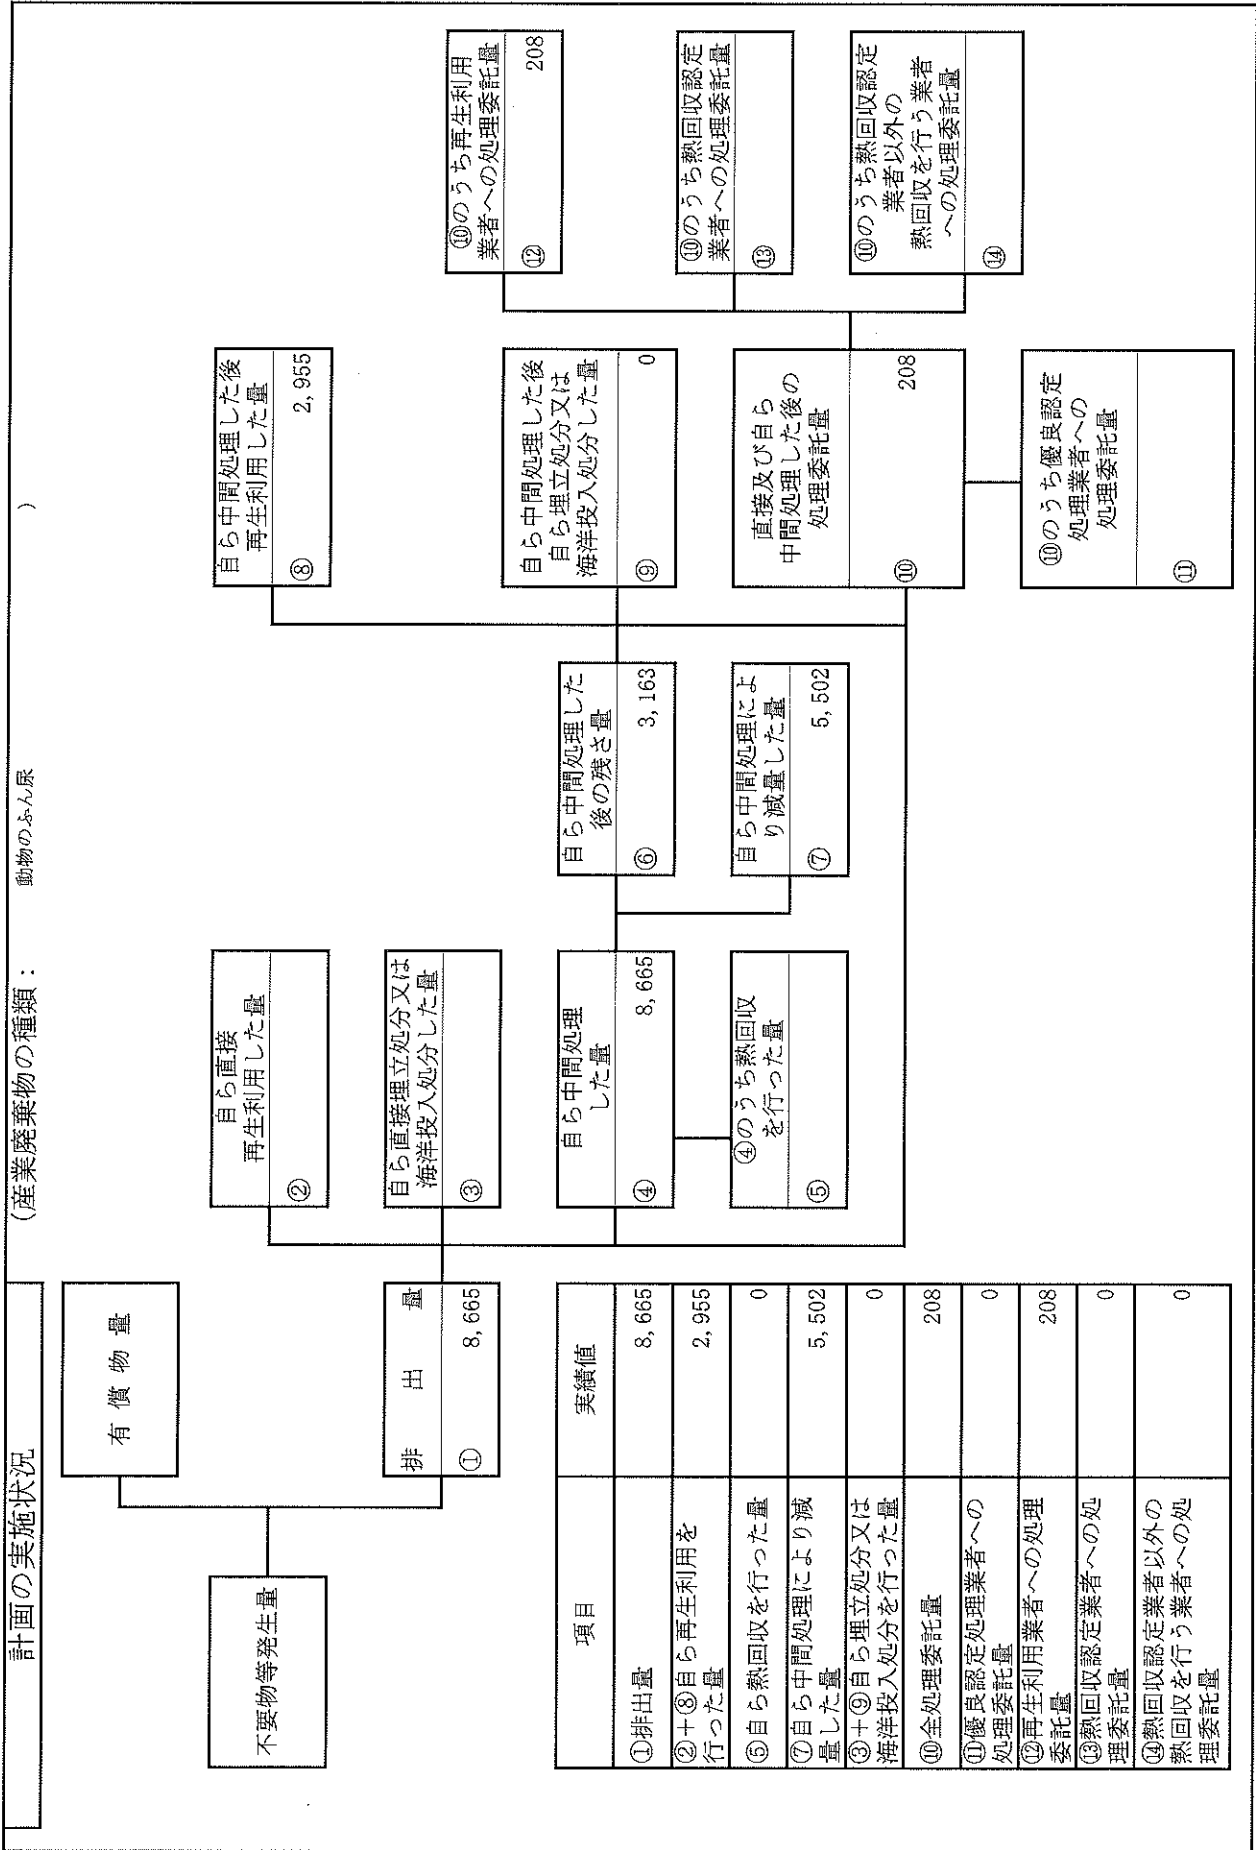 計画の実施状況
(産業廃棄物の種類：　動物のふん尿　)
不要物等発生量
有償物量
排出量
① 8,665
自ら直接
再生利用した量
②
自ら直接埋立処分又は
海洋投入処分した量
③
自ら中間処理
した量
④ 8,665
④のうち熱回収
を行った量
⑤
自ら中間処理した
後の残さ量
⑥ 3,163
自ら中間処理によ
り減量した量
⑦ 5,502
自ら中間処理した後
再生利用した量
⑧ 2,955
自ら中間処理した後
自ら埋立処分又は
海洋投入処分した量
⑨ 0
直接及び自ら
中間処理した後の
処理委託量
⑩ 208
⑩のうち優良認定
処理業者への
処理委託量
⑪
⑩のうち再生利用
業者への処理委託量
⑫ 208
⑩のうち熱回収認定
業者への処理委託量
⑬
⑩のうち熱回収認定
業者以外の
熱回収を行う業者
への処理委託量
⑭
項目 実績値
①排出量 8,665
②+⑧自ら再生利用を
行った量 2,955
⑤自ら熱回収を行った量 0
⑦自ら中間処理により減
量した量 5,502
③+⑨自ら埋立処分又は
海洋投入処分を行った量 0
⑩全処理委託量 208
⑪優良認定処理業者への
処理委託量 0
⑫再生利用業者への処理
委託量 208
⑬熱回収認定業者への処
理委託量 0
⑭熱回収認定業者以外の
熱回収を行う業者への処
理委託量 0